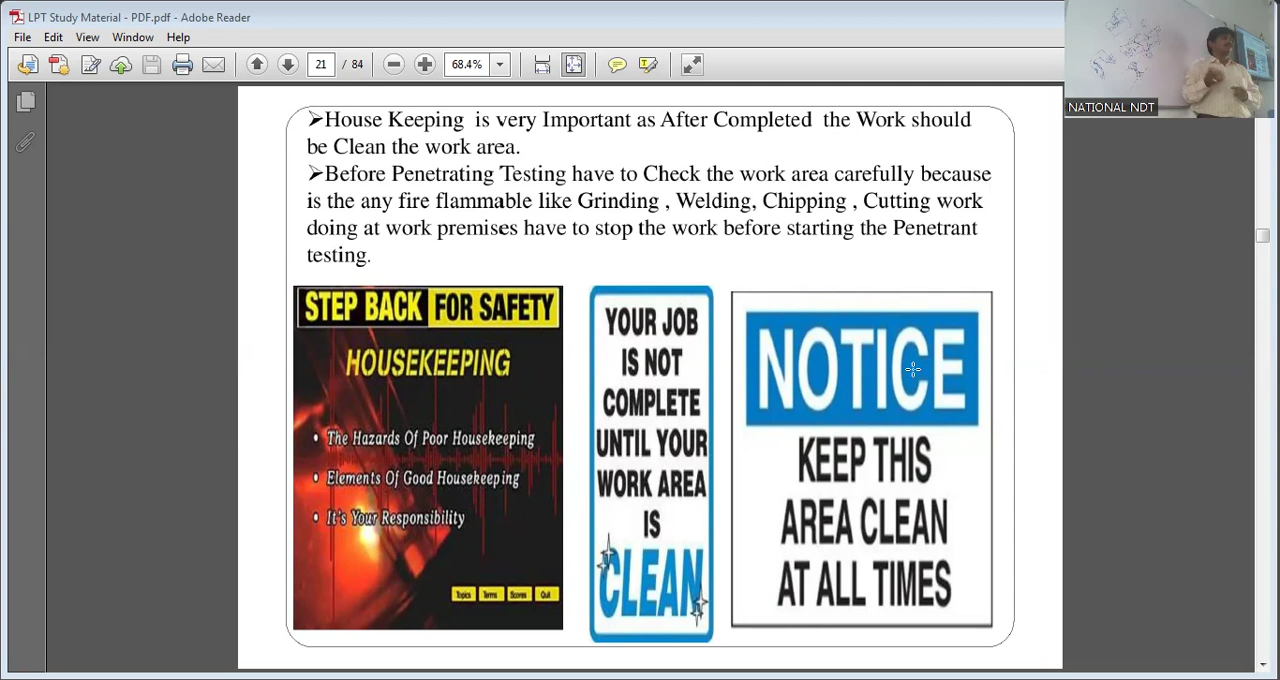 LPT Study Material - PDF.pdf - Adobe Reader
File Edit View Window Help
21 / 84 68.4%
NATIONAL NDT
➤House Keeping is very Important as After Completed the Work should
be Clean the work area.
➤Before Penetrating Testing have to Check the work area carefully because
is the any fire flammable like Grinding , Welding, Chipping , Cutting work
doing at work premises have to stop the work before starting the Penetrant
testing.
STEP BACK FOR SAFETY
HOUSEKEEPING
• The Hazards Of Poor Housekeeping
• Elements Of Good Housekeeping
• It's Your Responsibility
Topics Terms Scores Quit
YOUR JOB
IS NOT
COMPLETE
UNTIL YOUR
WORK AREA
IS
CLEAN
NOTICE
KEEP THIS
AREA CLEAN
AT ALL TIMES